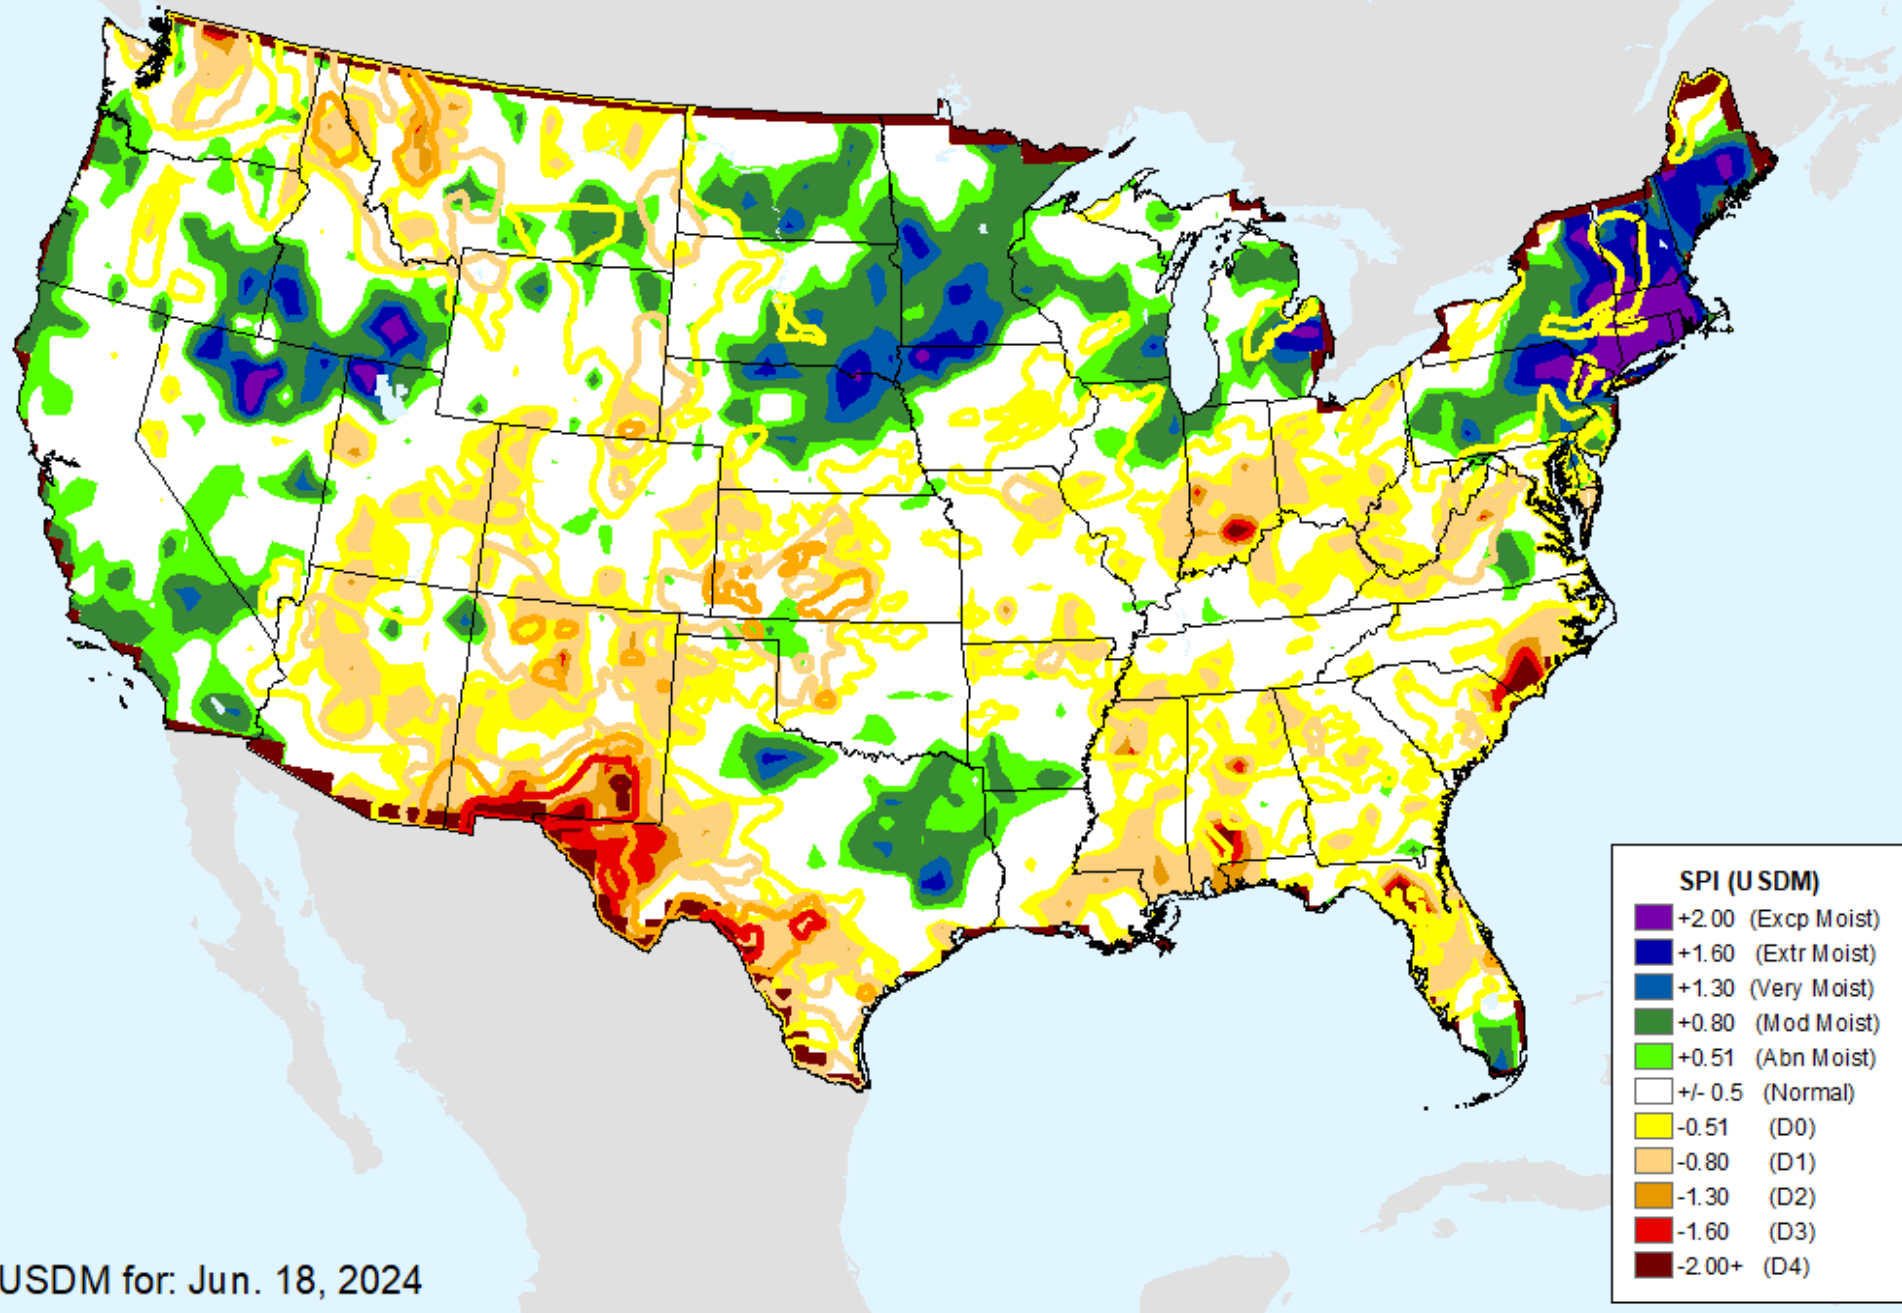 SPI (USDM)
+2.00 (Excp Moist)
+1.60 (Extr Moist)
+1.30 (Very Moist)
+0.80 (Mod Moist)
+0.51 (Abn Moist)
+/- 0.5 (Normal)
-0.51 (D0)
-0.80 (D1)
-1.30 (D2)
-1.60 (D3)
-2.00+ (D4)
USDM for: Jun. 18, 2024